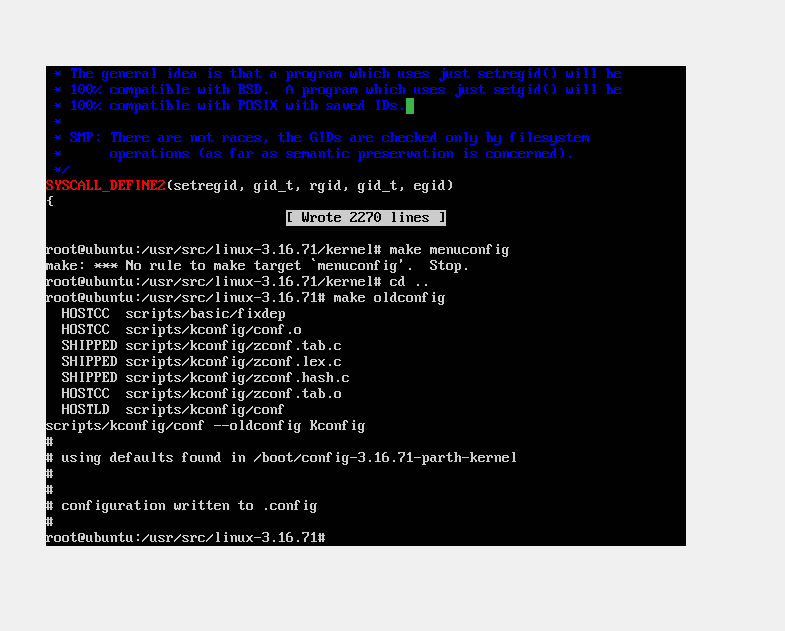 * The general idea is that a program which uses just setregid() will be
* 100% compatible with BSD.  A program which uses just setgid() will be
* 100% compatible with POSIX with saved IDs.
*
* SMP: There are not races, the GIDs are checked only by filesystem
*      operations (as far as semantic preservation is concerned).
*/
SYSCALL_DEFINE2(setregid, gid_t, rgid, gid_t, egid)
{
[ Wrote 2270 lines ]
root@ubuntu:/usr/src/linux-3.16.71/kernel# make menuconfig
make: *** No rule to make target `menuconfig'.  Stop.
root@ubuntu:/usr/src/linux-3.16.71/kernel# cd ..
root@ubuntu:/usr/src/linux-3.16.71# make oldconfig
  HOSTCC  scripts/basic/fixdep
  HOSTCC  scripts/kconfig/conf.o
  SHIPPED scripts/kconfig/zconf.tab.c
  SHIPPED scripts/kconfig/zconf.lex.c
  SHIPPED scripts/kconfig/zconf.hash.c
  HOSTCC  scripts/kconfig/zconf.tab.o
  HOSTLD  scripts/kconfig/conf
scripts/kconfig/conf --oldconfig Kconfig
#
# using defaults found in /boot/config-3.16.71-parth-kernel
#
#
# configuration written to .config
#
root@ubuntu:/usr/src/linux-3.16.71#